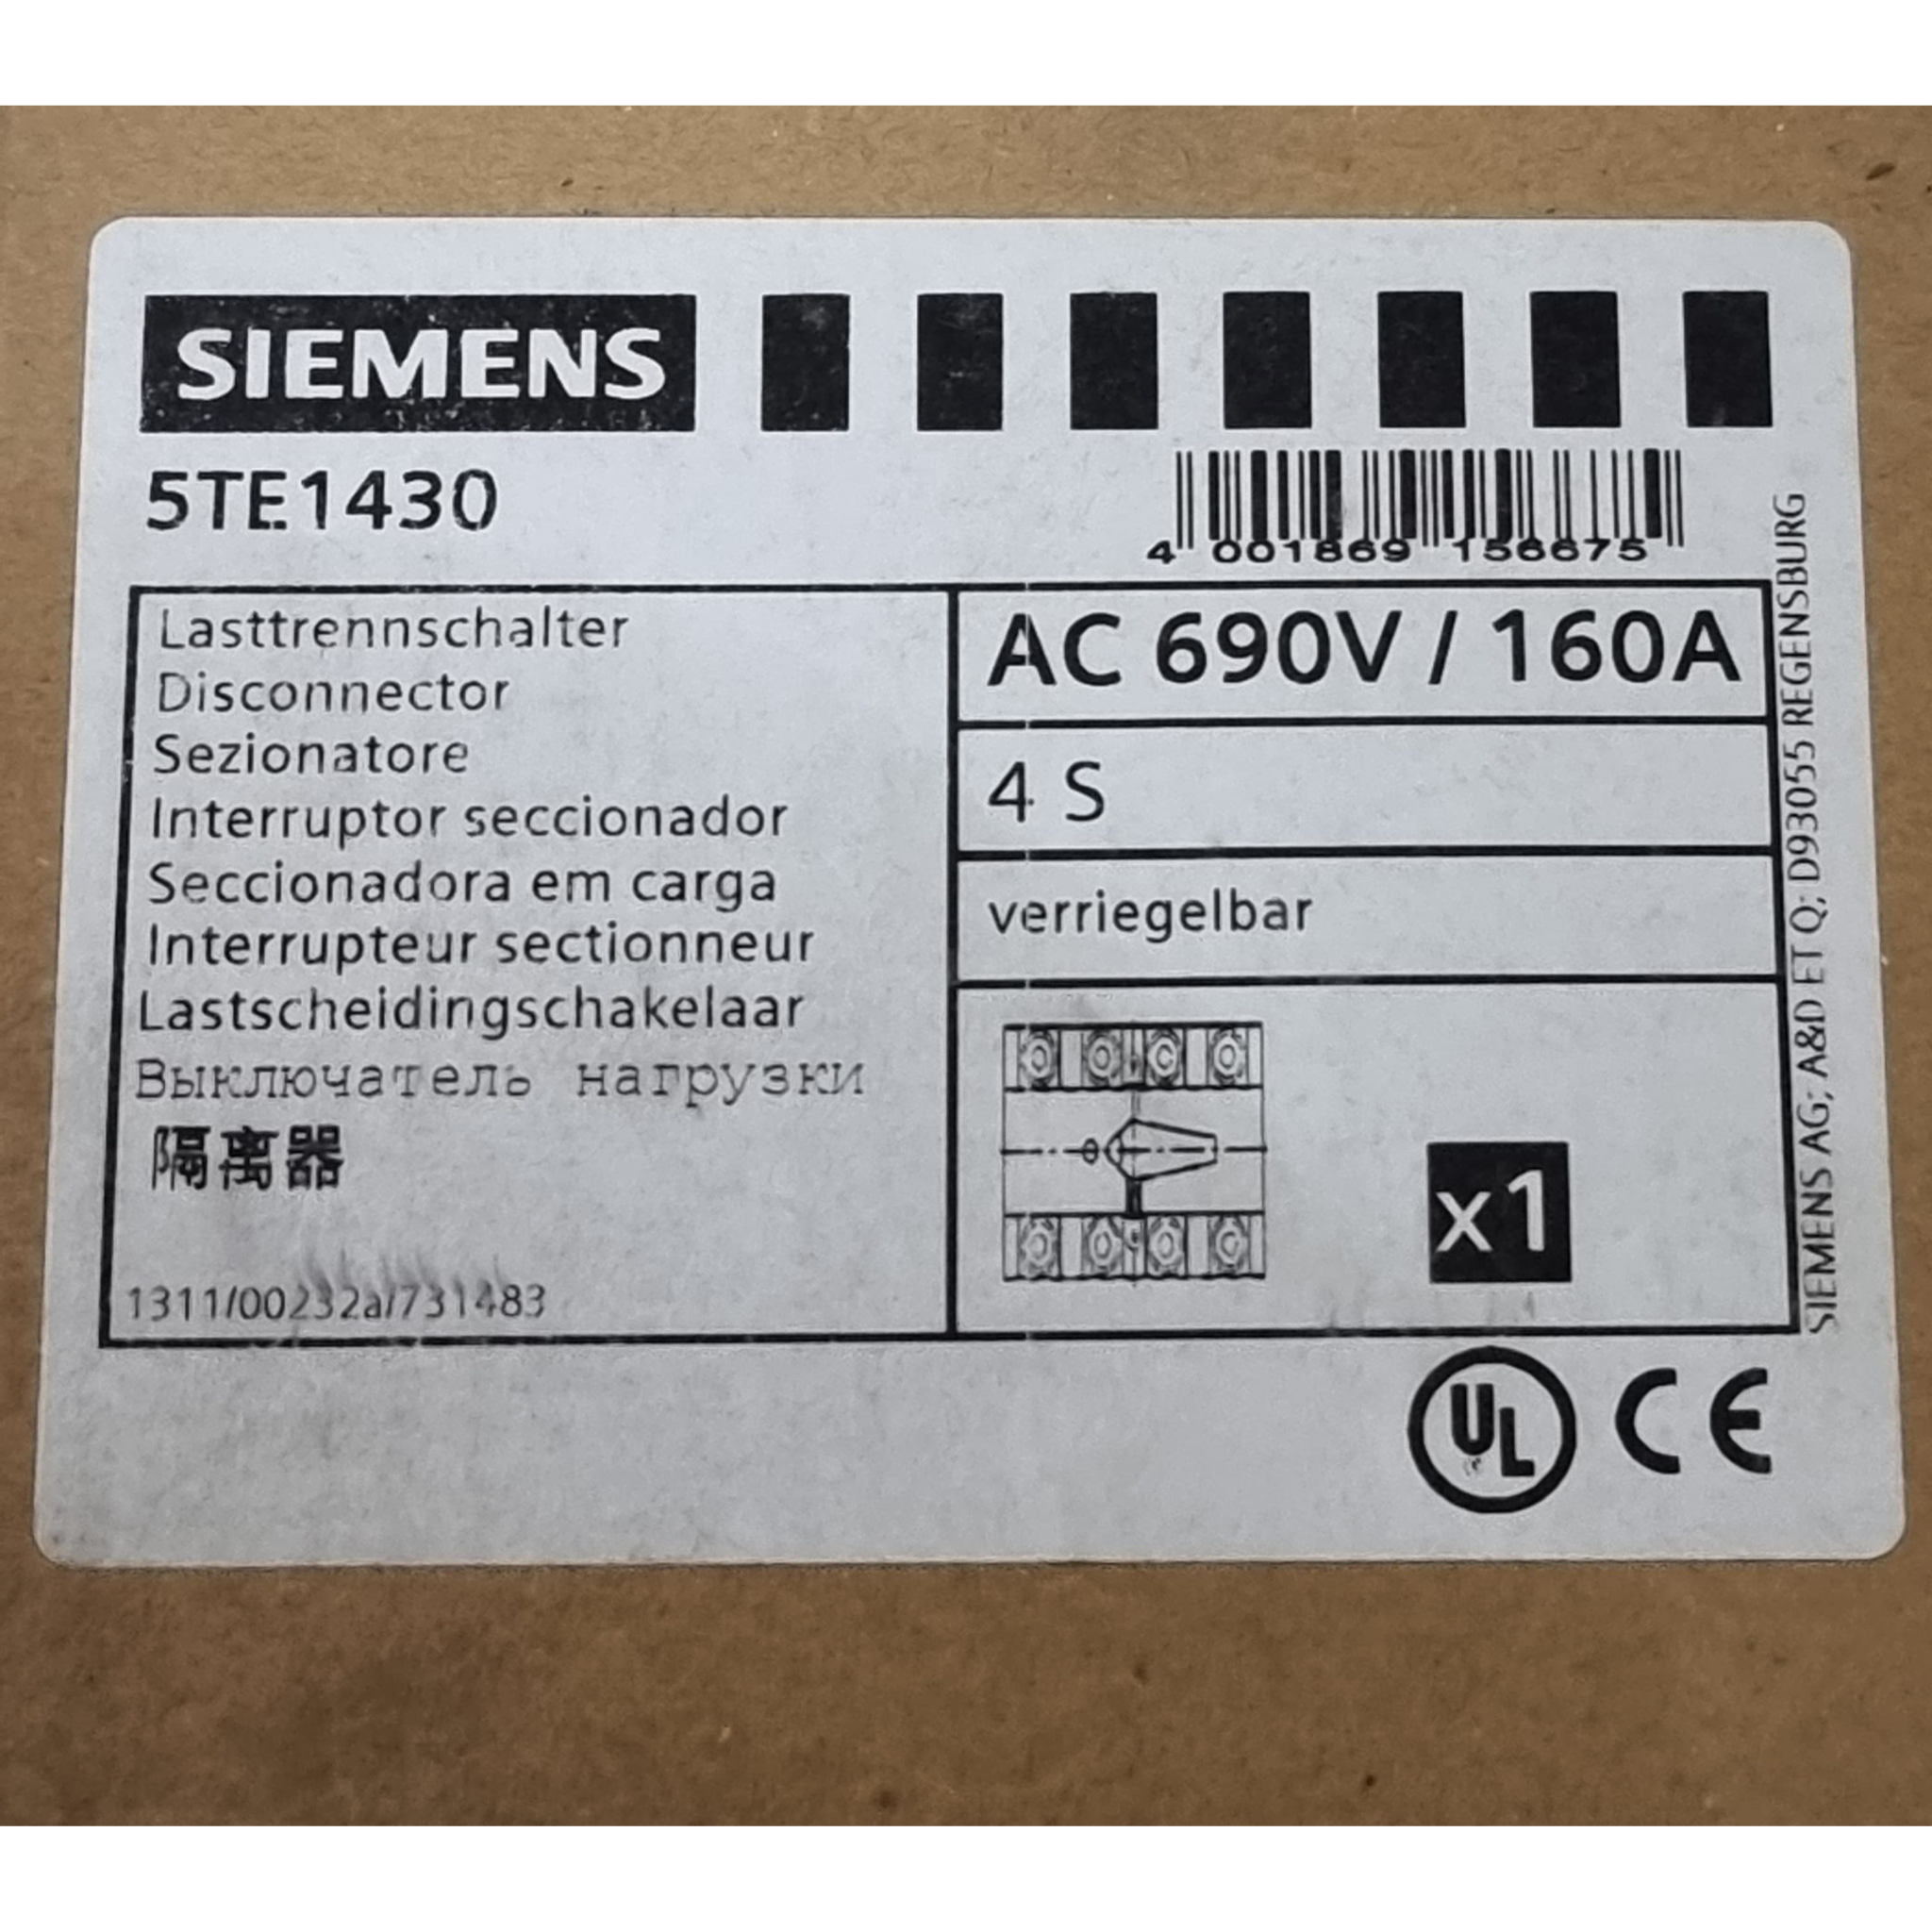 SIEMENS
5TE1430
4 001869 156675
Lasttrennschalter
Disconnector
Sezionatore
Interruptor seccionador
Seccionadora em carga
Interrupteur sectionneur
Lastscheidingschakelaar
Выключатель нагрузки
隔离器
1311/00232a/731483
AC 690V / 160A
4 S
verriegelbar
x1
SIEMENS AG; A&D ET Q; D93055 REGENSBURG
UL CE